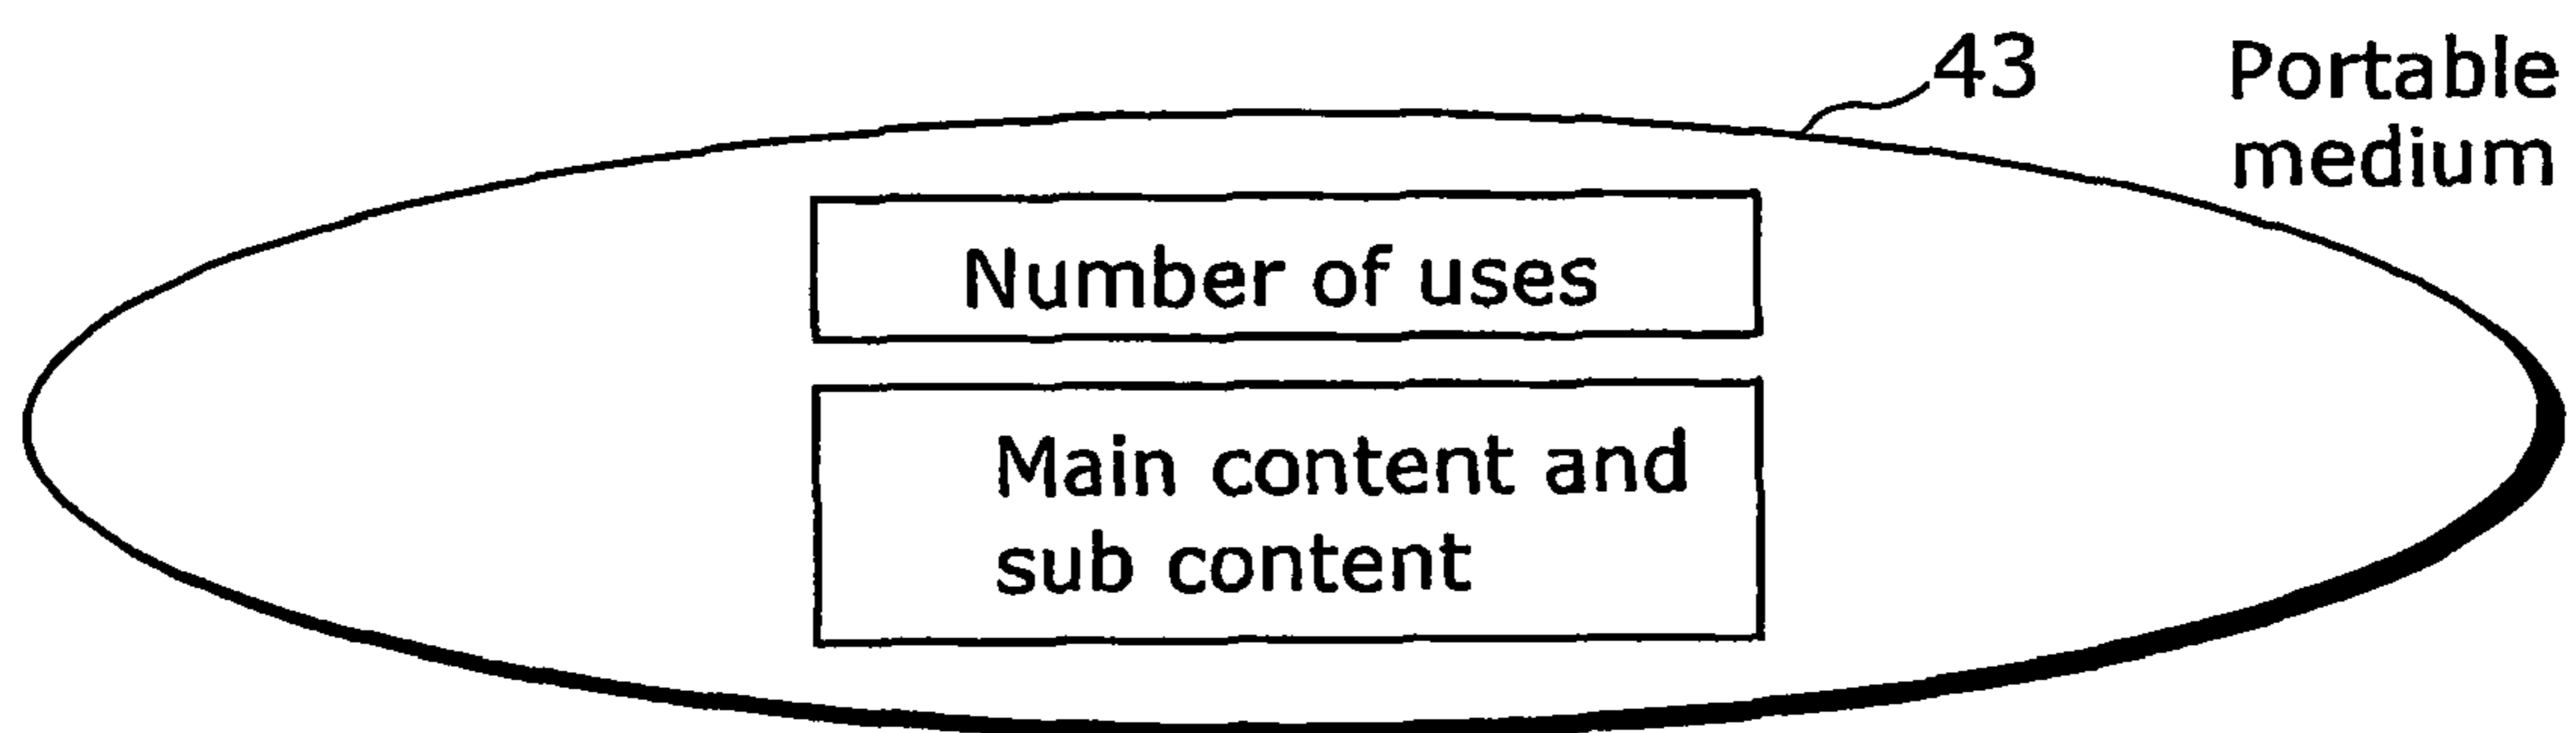 43
Portable
medium
Number of uses
Main content and
sub content